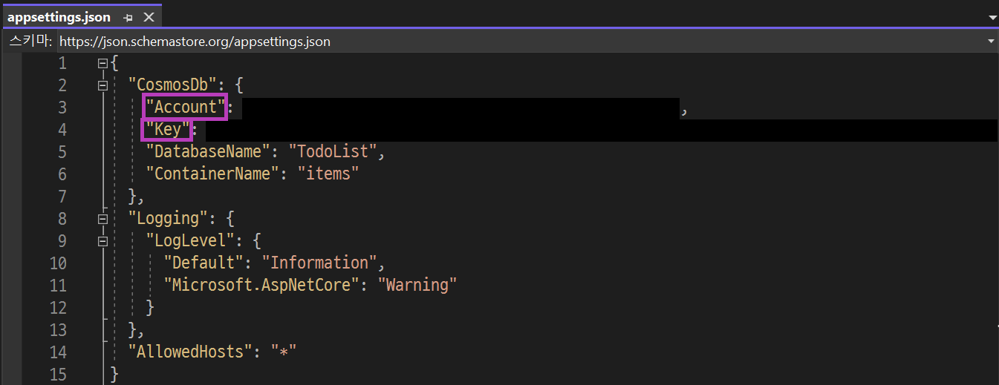 appsettings.json
스키마: https://json.schemastore.org/appsettings.json
1 {
2 "CosmosDb": {
3 "Account": ,
4 "Key":
5 "DatabaseName": "TodoList",
6 "ContainerName": "items"
7 },
8 "Logging": {
9 "LogLevel": {
10 "Default": "Information",
11 "Microsoft.AspNetCore": "Warning"
12 }
13 },
14 "AllowedHosts": "*"
15 }